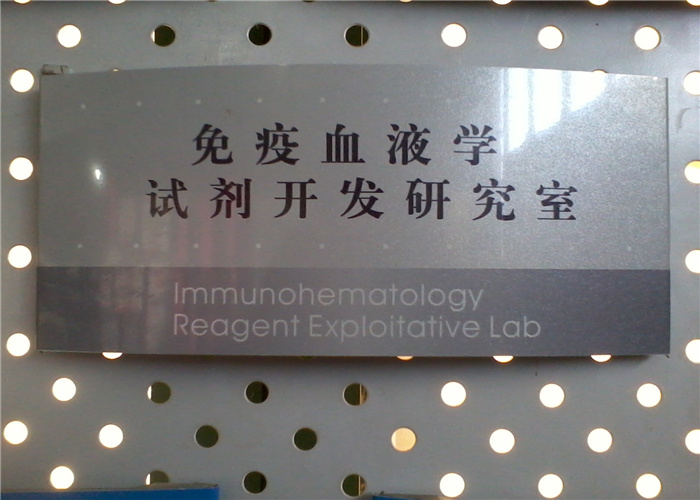 免疫血液学
试剂开发研究室
Immunohematology
Reagent Exploitative Lab